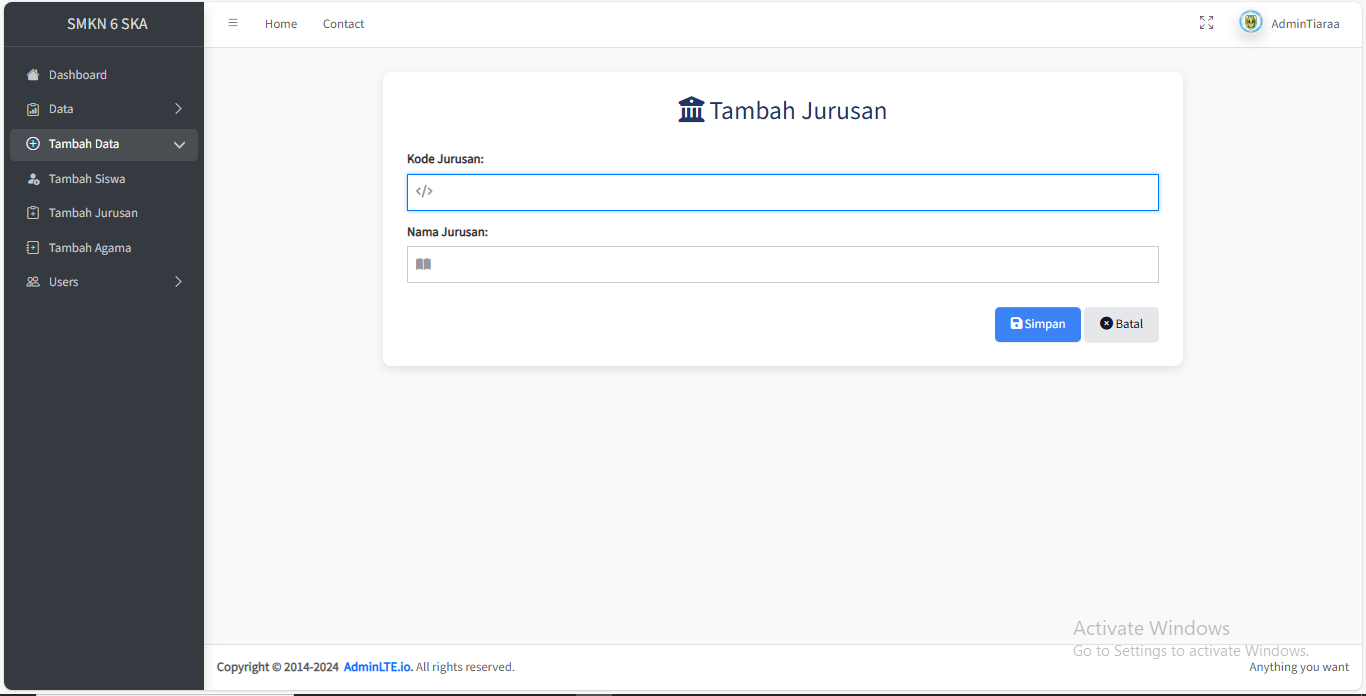 SMKN 6 SKA
Home
Contact
AdminTiaraa
Dashboard
Data
Tambah Data
Tambah Siswa
Tambah Jurusan
Tambah Agama
Users
Tambah Jurusan
Kode Jurusan:
</>
Nama Jurusan:
Simpan
Batal
Activate Windows
Go to Settings to activate Windows.
Copyright © 2014-2024 AdminLTE.io. All rights reserved.
Anything you want